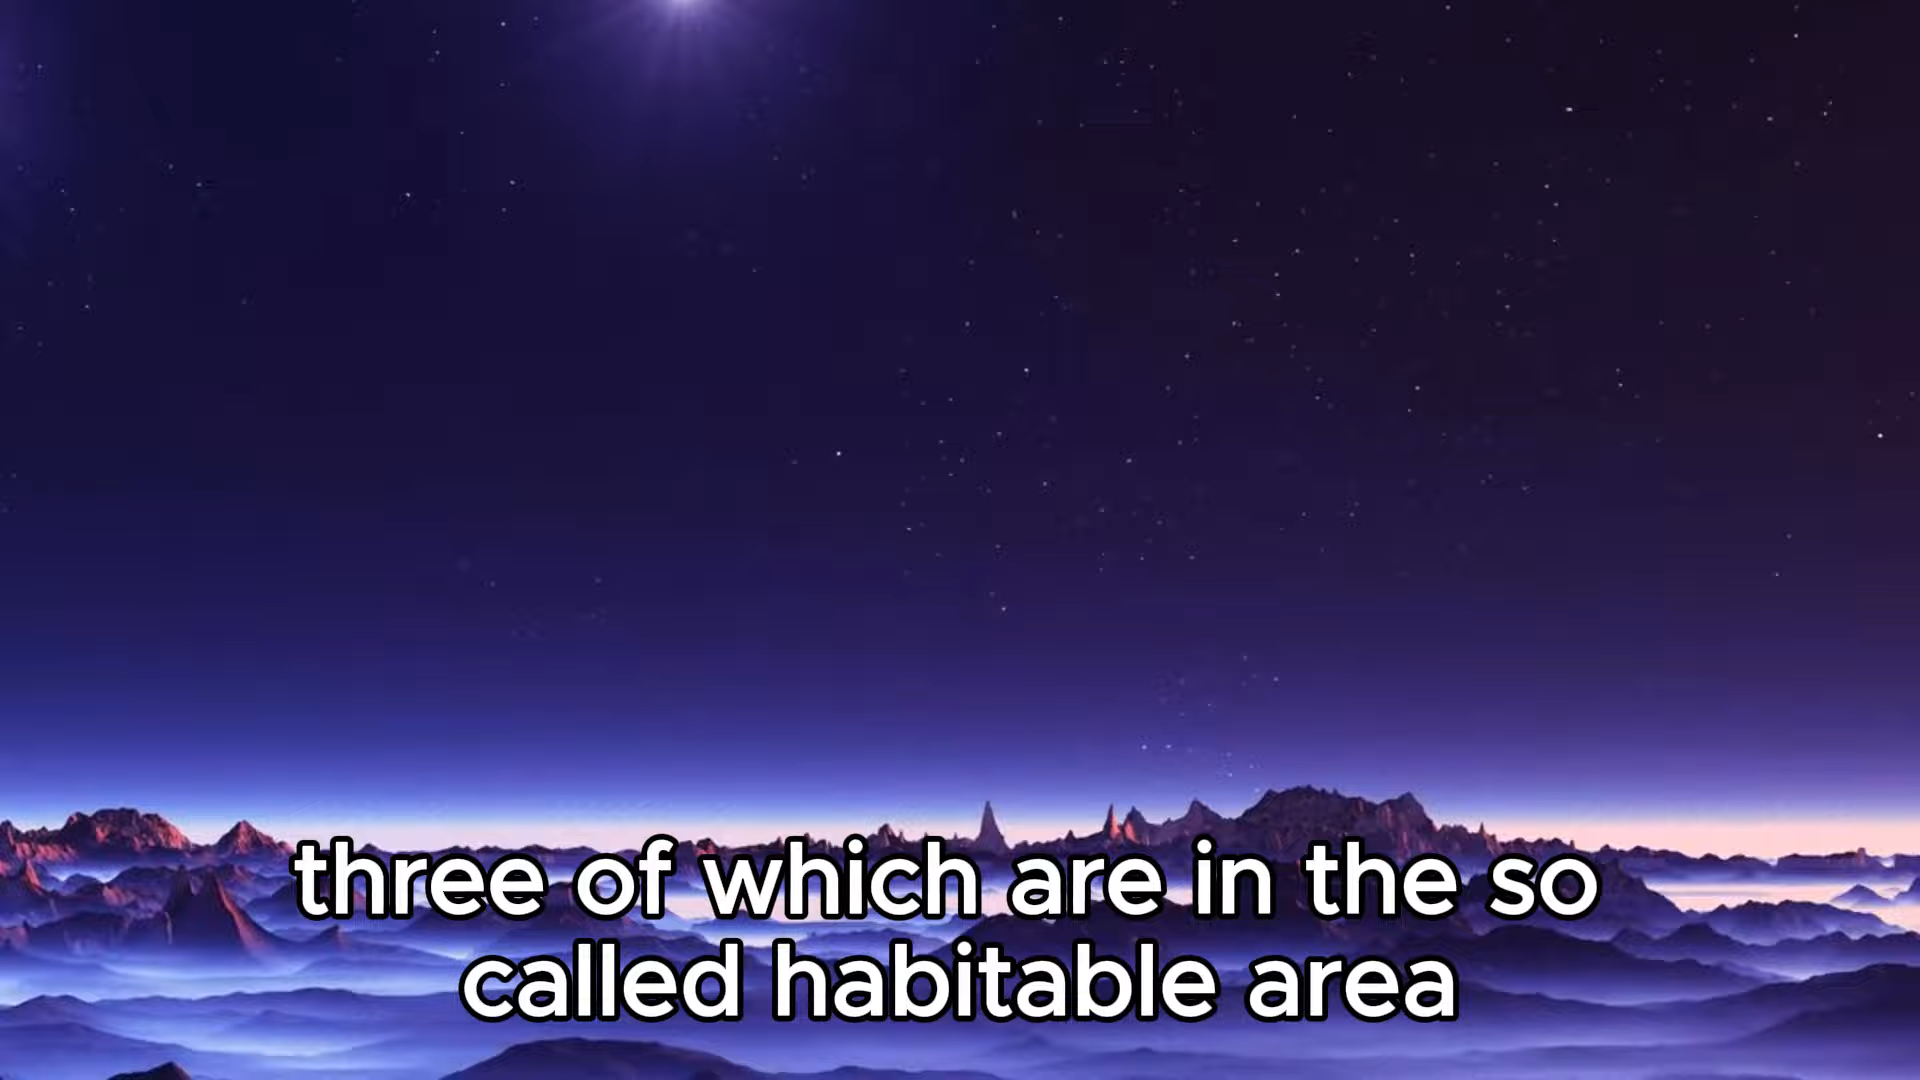 three of which are in the so
called habitable area